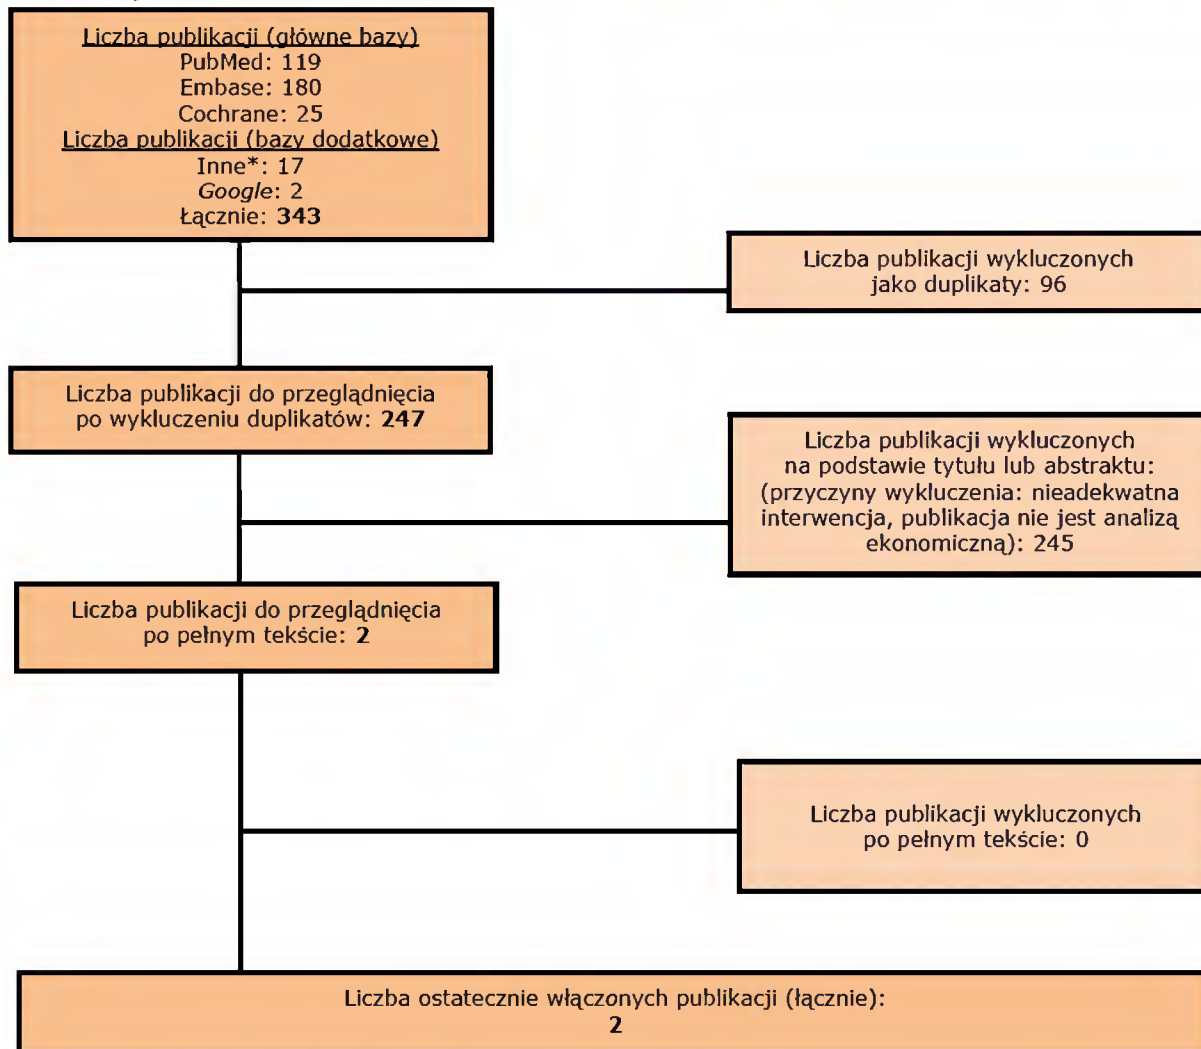 Liczba publikacji (główne bazy)
PubMed: 119
Embase: 180
Cochrane: 25
Liczba publikacji (bazy dodatkowe)
Inne*: 17
Google: 2
Łącznie: 343
Liczba publikacji wykluczonych
jako duplikaty: 96
Liczba publikacji do przeglądnięcia
po wykluczeniu duplikatów: 247
Liczba publikacji wykluczonych
na podstawie tytułu lub abstraktu:
(przyczyny wykluczenia: nieadekwatna
interwencja, publikacja nie jest analizą
ekonomiczną): 245
Liczba publikacji do przeglądnięcia
po pełnym tekście: 2
Liczba publikacji wykluczonych
po pełnym tekście: 0
Liczba ostatecznie włączonych publikacji (łącznie):
2